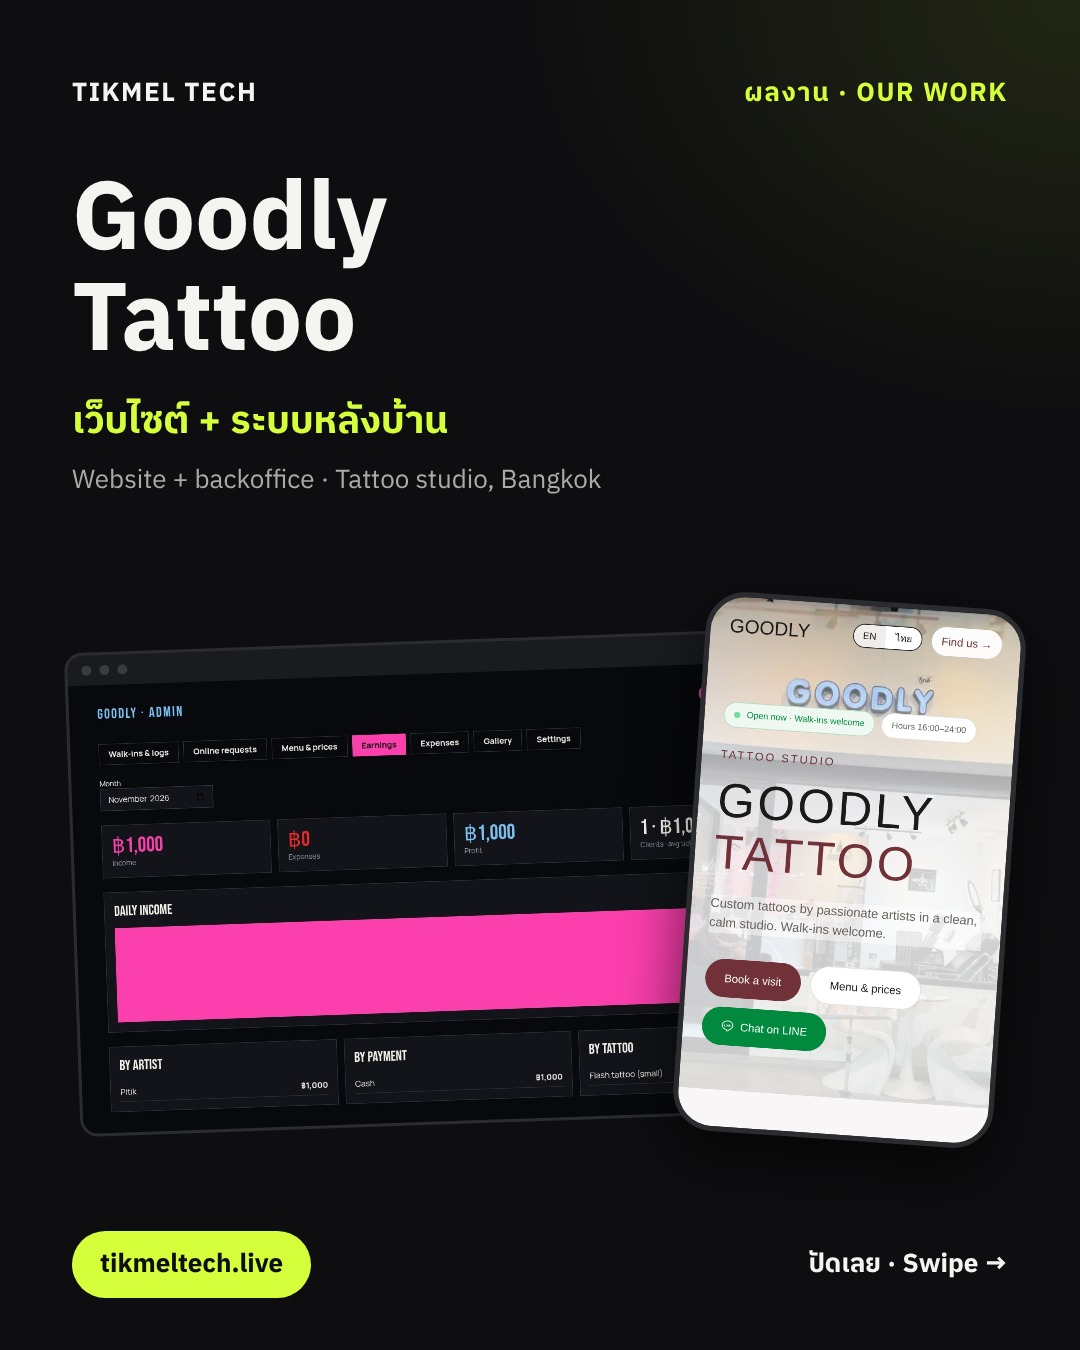 TIKMEL TECH
ผลงาน · OUR WORK
Goodly
Tattoo
เว็บไซต์ + ระบบหลังบ้าน
Website + backoffice · Tattoo studio, Bangkok
GOODLY · ADMIN
Walk-ins & logs
Online requests
Menu & prices
Earnings
Expenses
Gallery
Settings
Month
November 2026
฿1,000
Income
฿0
Expenses
฿1,000
Profit
1 · ฿1,0
Clients · avg
DAILY INCOME
BY ARTIST
Pitik ฿1,000
BY PAYMENT
Cash ฿1,000
BY TATTOO
Flash tattoo (small)
GOODLY
EN ไทย
Find us →
GOODLY
Open now · Walk-ins welcome
Hours 16:00–24:00
TATTOO STUDIO
GOODLY
TATTOO
Custom tattoos by passionate artists in a clean,
calm studio. Walk-ins welcome.
Book a visit
Menu & prices
Chat on LINE
tikmeltech.live
ปัดเลย · Swipe →